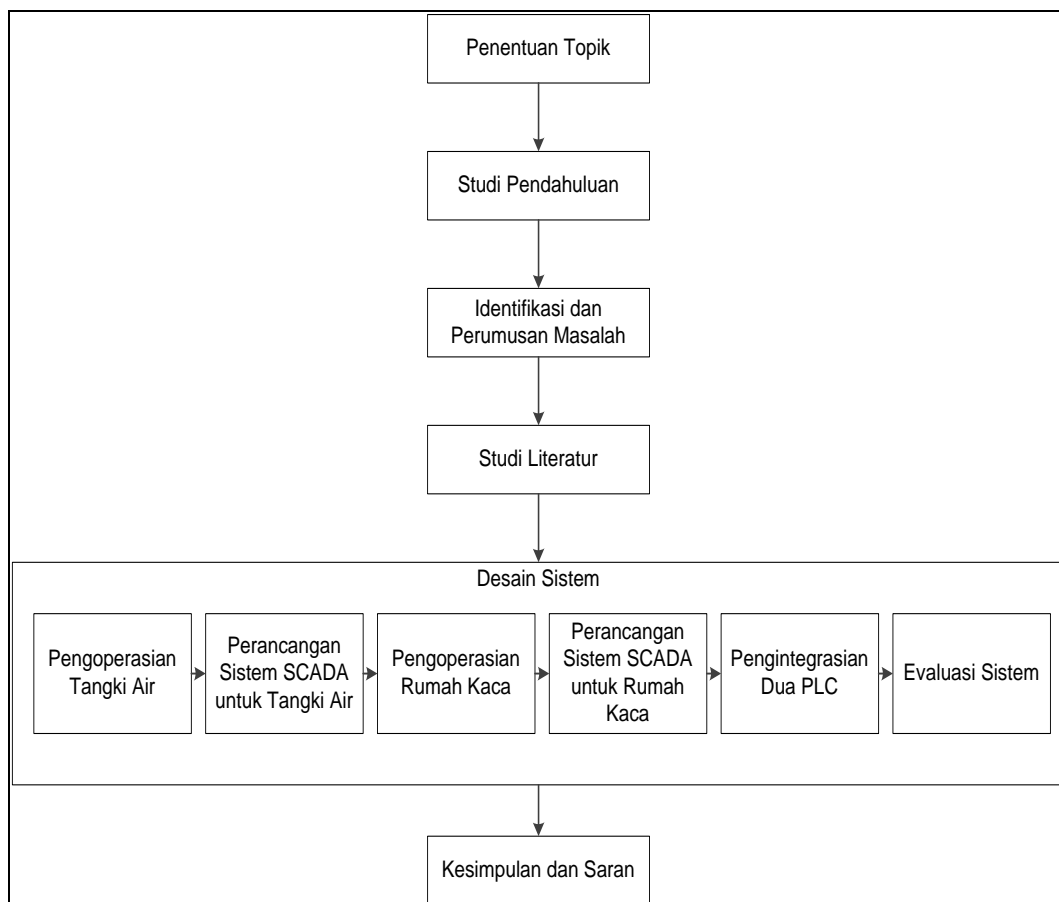 Penentuan Topik
Studi Pendahuluan
Identifikasi dan
Perumusan Masalah
Studi Literatur
Desain Sistem
Pengoperasian
Tangki Air
Perancangan
Sistem SCADA
untuk Tangki Air
Pengoperasian
Rumah Kaca
Perancangan
Sistem SCADA
untuk Rumah
Kaca
Pengintegrasian
Dua PLC
Evaluasi Sistem
Kesimpulan dan Saran